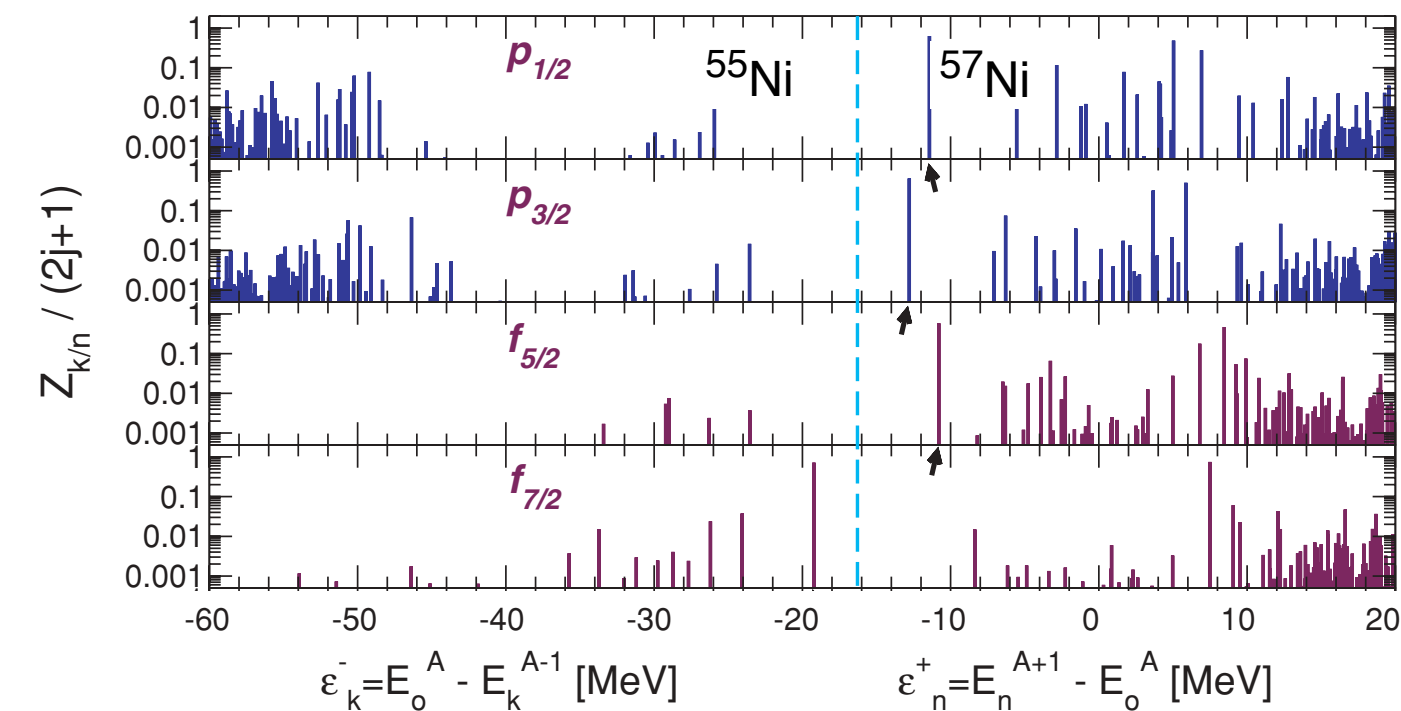 1
p1/2
55Ni
57Ni
0.1
0.01
0.001
1
p3/2
0.1
0.01
0.001
1
f5/2
0.1
0.01
0.001
1
f7/2
0.1
0.01
0.001
Zk/n / (2j+1)
-60 -50 -40 -30 -20 -10 0 10 20
ε-k=EoA - EkA-1 [MeV]
ε+n=EnA+1 - EoA [MeV]